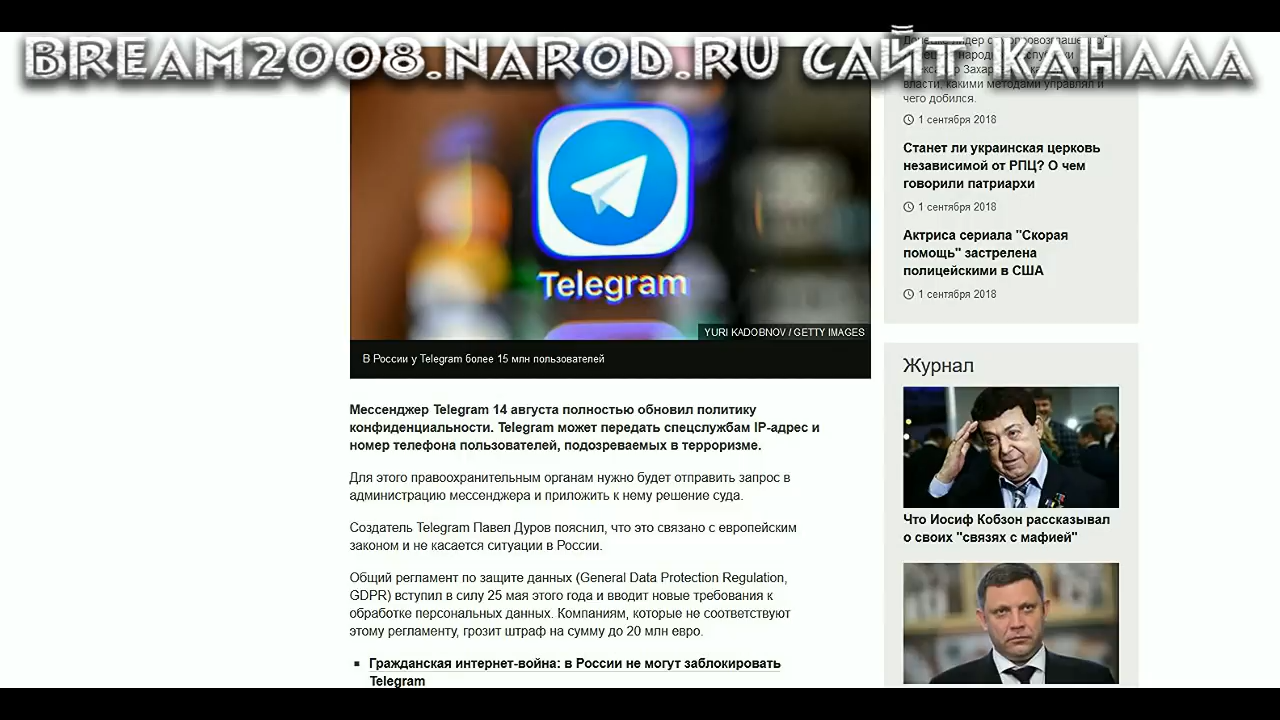 BREAM2008.NAROD.RU САЙТ КАНАЛА
власти, какими методами управлял и
чего добился.
1 сентября 2018
Станет ли украинская церковь
независимой от РПЦ? О чем
говорили патриархи
1 сентября 2018
Актриса сериала "Скорая
помощь" застрелена
полицейскими в США
1 сентября 2018
Telegram
YURI KADOBNOV / GETTY IMAGES
В России у Telegram более 15 млн пользователей
Мессенджер Telegram 14 августа полностью обновил политику
конфиденциальности. Telegram может передать спецслужбам IP-адрес и
номер телефона пользователей, подозреваемых в терроризме.
Для этого правоохранительным органам нужно будет отправить запрос в
администрацию мессенджера и приложить к нему решение суда.
Создатель Telegram Павел Дуров пояснил, что это связано с европейским
законом и не касается ситуации в России.
Общий регламент по защите данных (General Data Protection Regulation,
GDPR) вступил в силу 25 мая этого года и вводит новые требования к
обработке персональных данных. Компаниям, которые не соответствуют
этому регламенту, грозит штраф на сумму до 20 млн евро.
Гражданская интернет-война: в России не могут заблокировать
Telegram
Журнал
Что Иосиф Кобзон рассказывал
о своих "связях с мафией"